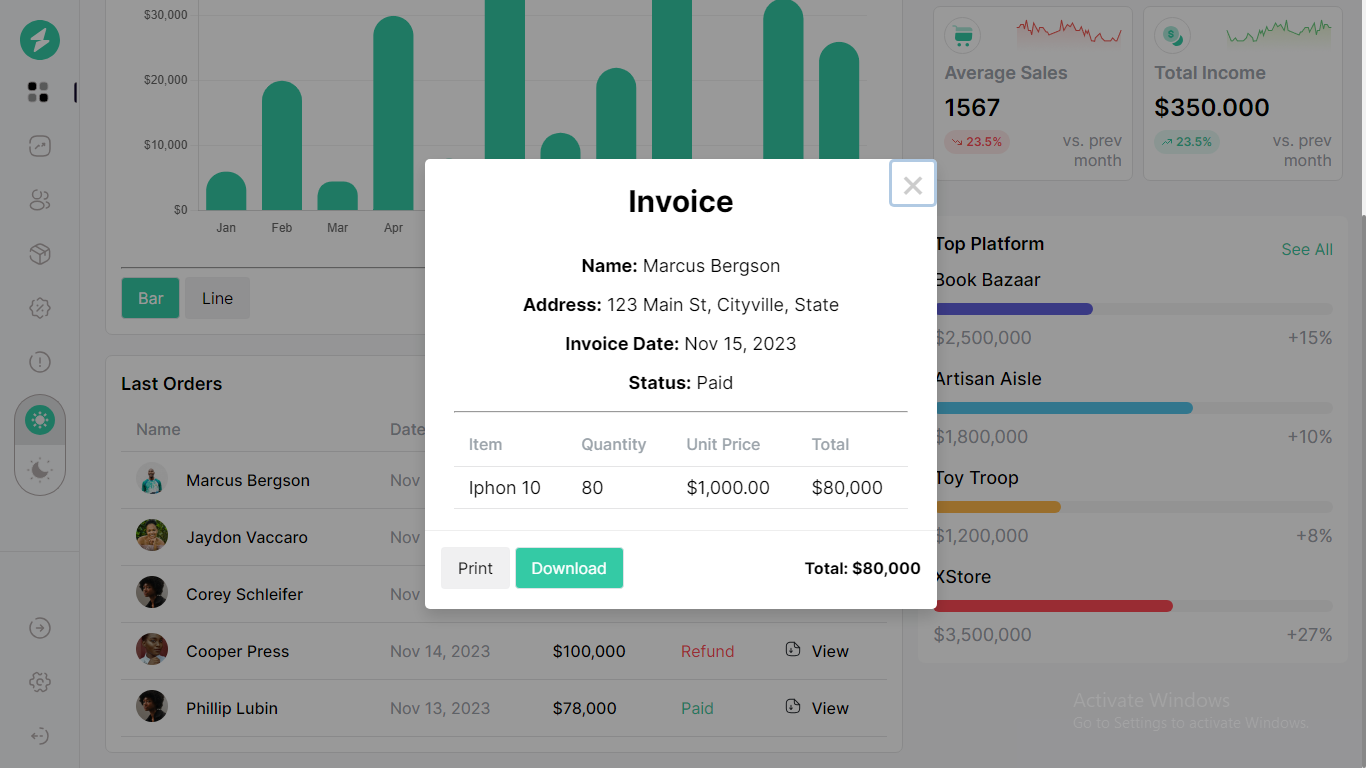 $30,000
$20,000
$10,000
$0
Jan Feb Mar Apr
Bar Line
Average Sales
1567
23.5% vs. prev month
Total Income
$350.000
23.5% vs. prev month
Top Platform See All
Book Bazaar
$2,500,000 +15%
Artisan Aisle
$1,800,000 +10%
Toy Troop
$1,200,000 +8%
XStore
$3,500,000 +27%
Last Orders
Name Date
Marcus Bergson Nov
Jaydon Vaccaro Nov
Corey Schleifer Nov
Cooper Press Nov 14, 2023 $100,000 Refund View
Phillip Lubin Nov 13, 2023 $78,000 Paid View
Invoice
Name: Marcus Bergson
Address: 123 Main St, Cityville, State
Invoice Date: Nov 15, 2023
Status: Paid
Item Quantity Unit Price Total
Iphon 10 80 $1,000.00 $80,000
Print Download Total: $80,000
Activate Windows
Go to Settings to activate Windows.